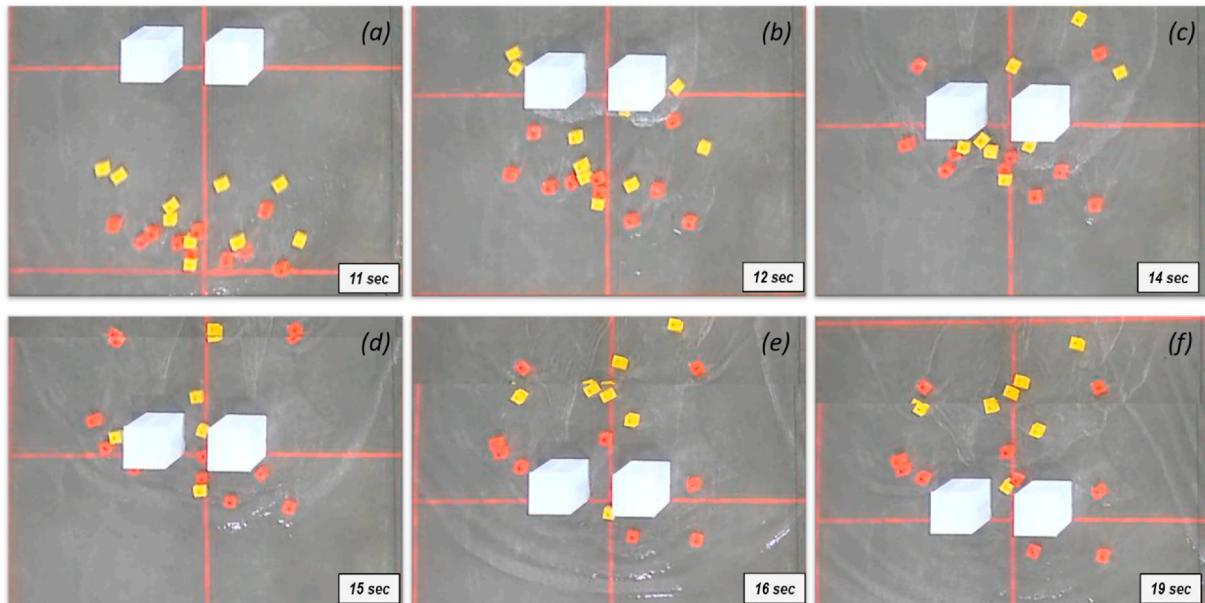 (a)
11 sec
(b)
12 sec
(c)
14 sec
(d)
15 sec
(e)
16 sec
(f)
19 sec